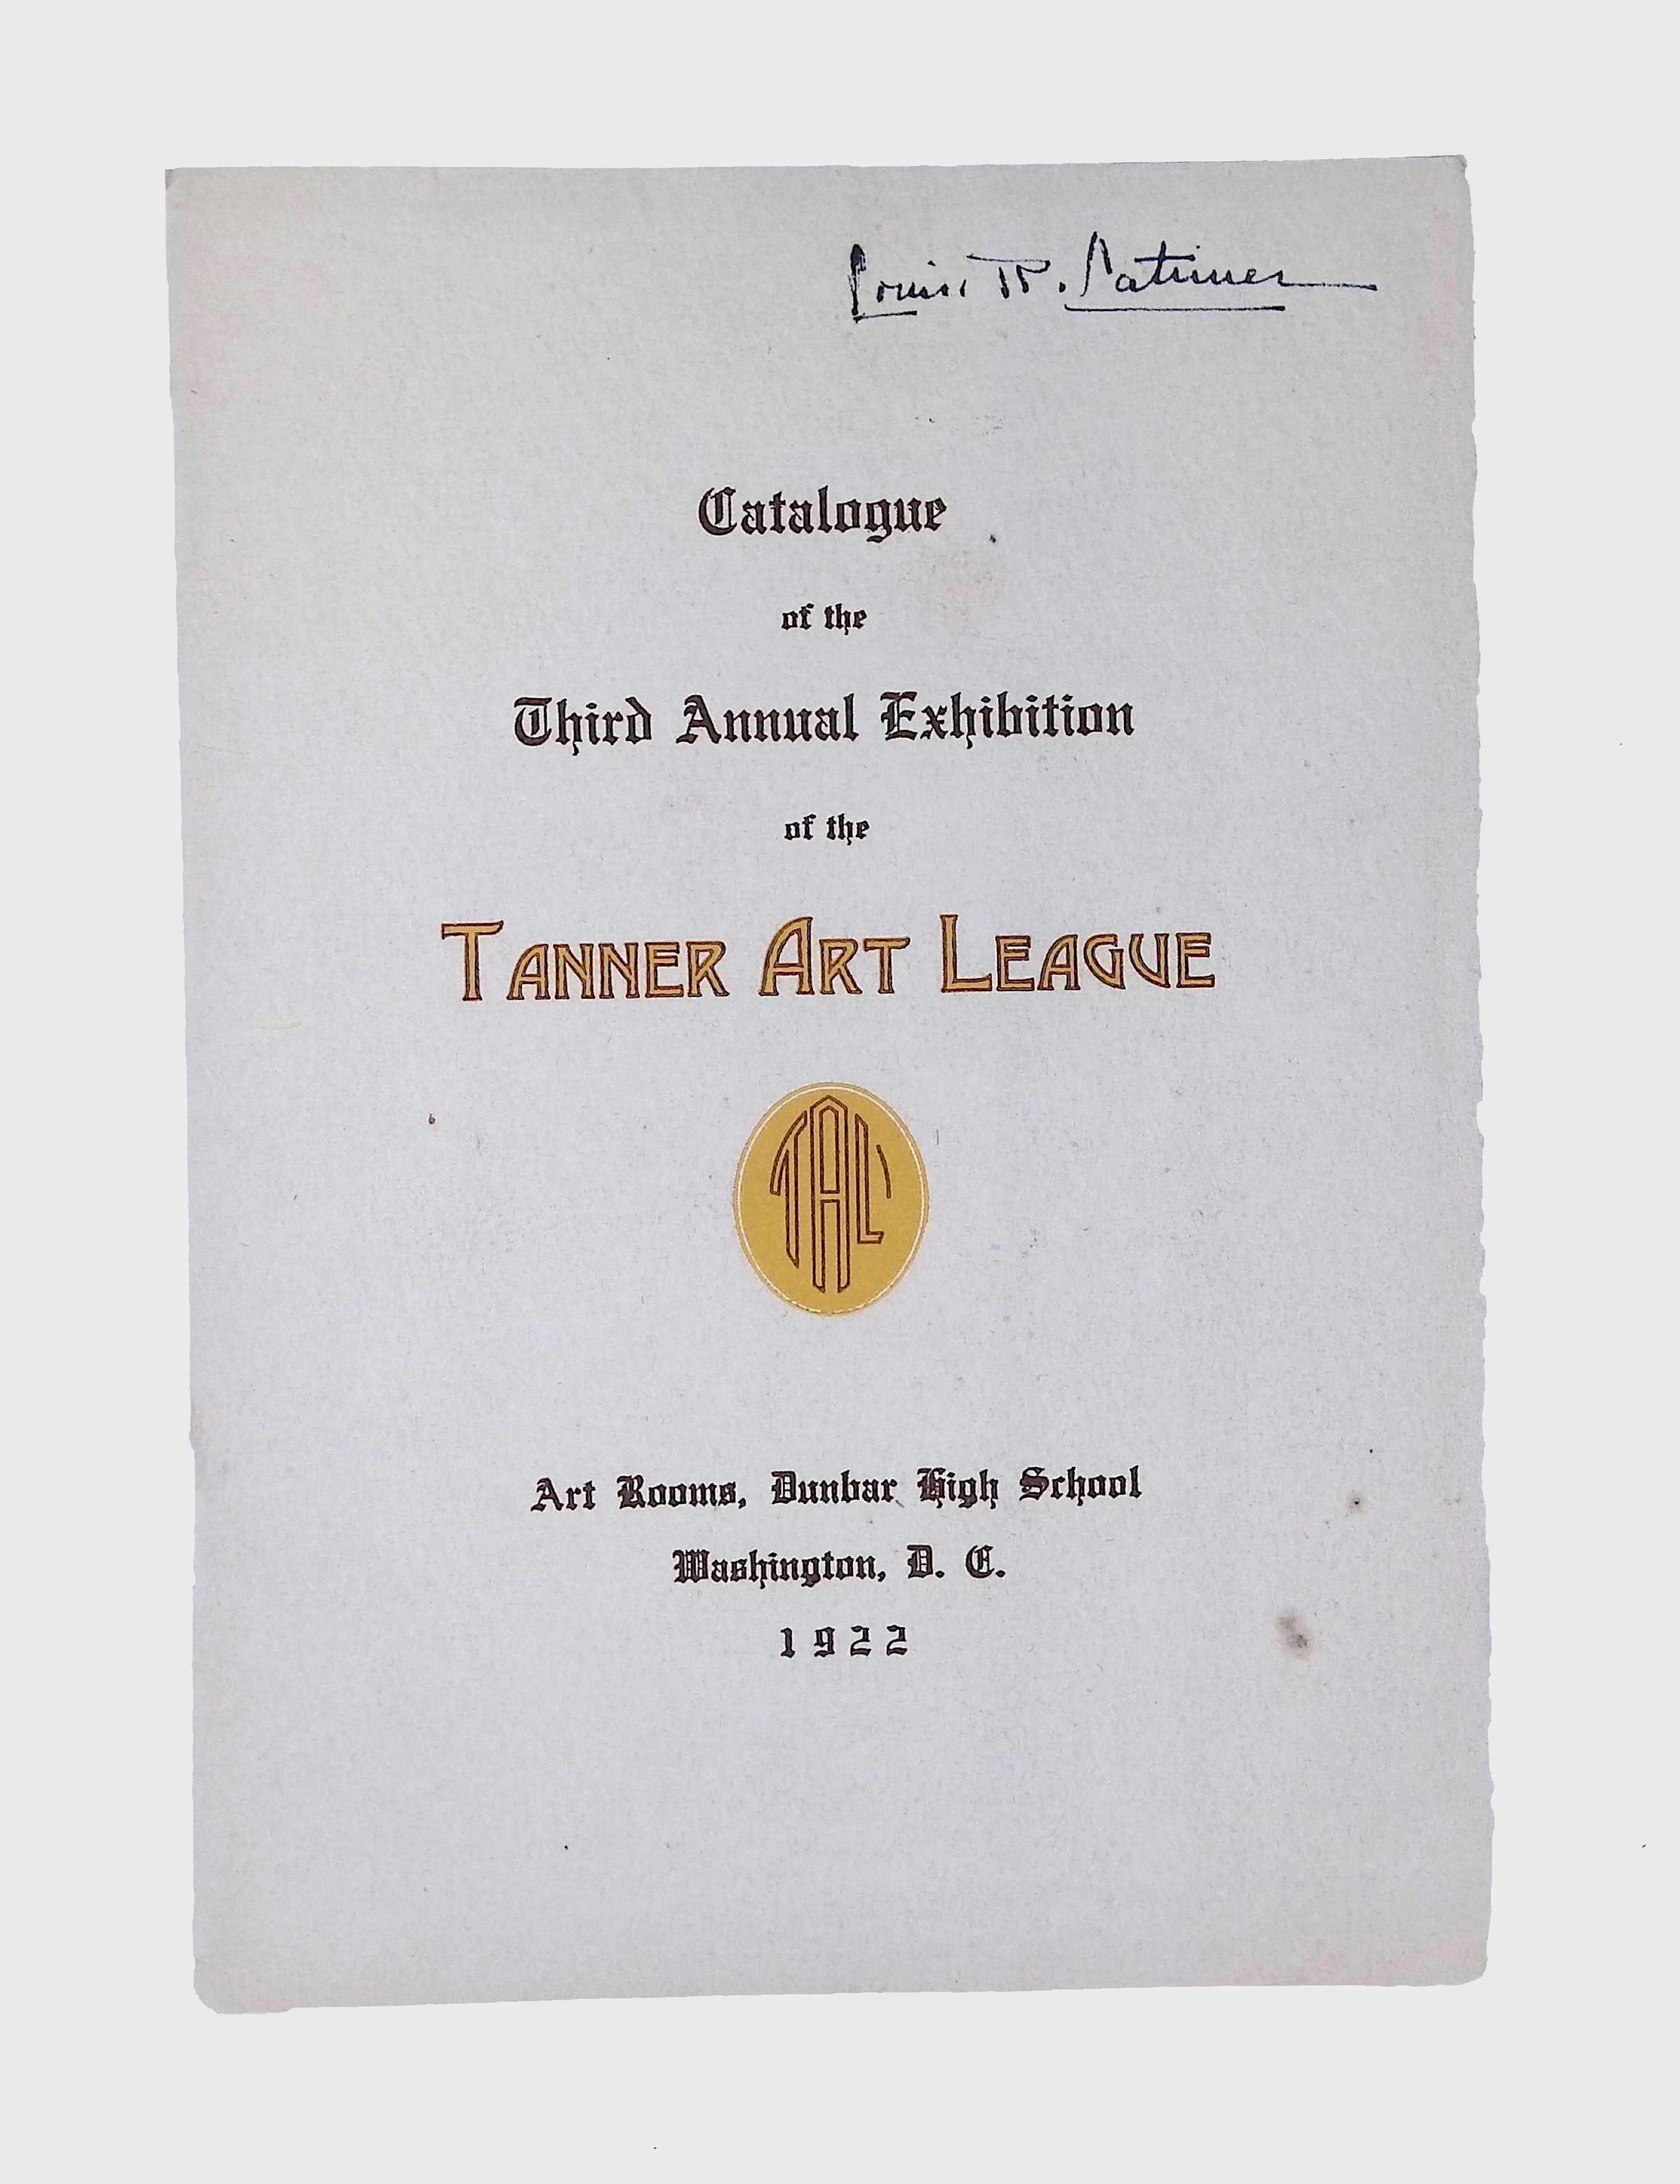 Louise R. Latimer
Catalogue
of the
Third Annual Exhibition
of the
TANNER ART LEAGUE
TAL
Art Rooms, Dunbar High School
Washington, D. C.
1922